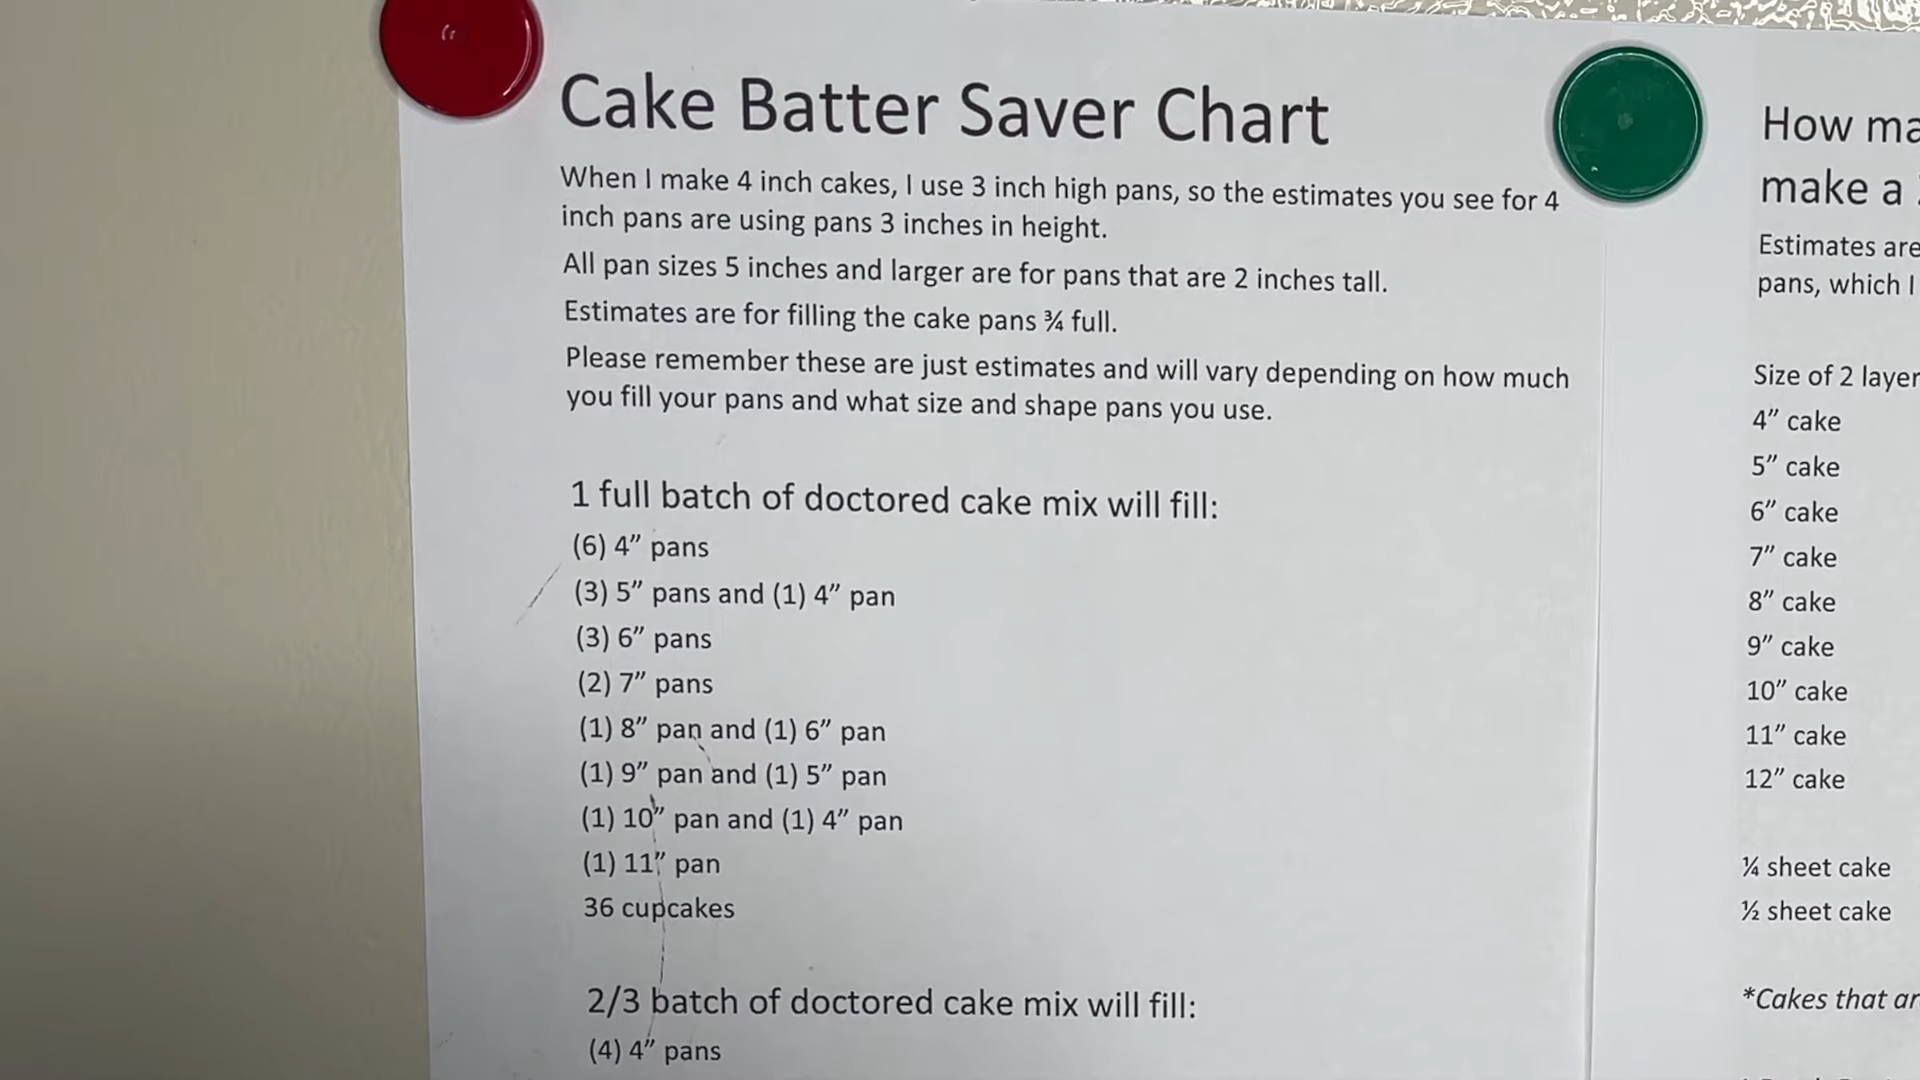 Cake Batter Saver Chart
When I make 4 inch cakes, I use 3 inch high pans, so the estimates you see for 4
inch pans are using pans 3 inches in height.
All pan sizes 5 inches and larger are for pans that are 2 inches tall.
Estimates are for filling the cake pans ¾ full.
Please remember these are just estimates and will vary depending on how much
you fill your pans and what size and shape pans you use.
1 full batch of doctored cake mix will fill:
(6) 4” pans
(3) 5” pans and (1) 4” pan
(3) 6” pans
(2) 7” pans
(1) 8” pan and (1) 6” pan
(1) 9” pan and (1) 5” pan
(1) 10” pan and (1) 4” pan
(1) 11” pan
36 cupcakes
2/3 batch of doctored cake mix will fill:
(4) 4” pans
How ma
make a
Estimates are
pans, which I
Size of 2 layer
4” cake
5” cake
6” cake
7” cake
8” cake
9” cake
10” cake
11” cake
12” cake
¼ sheet cake
½ sheet cake
*Cakes that ar